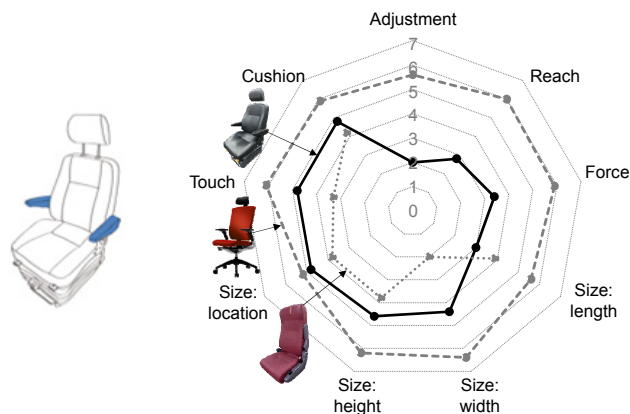 Adjustment
7
6
5
4
3
2
1
0
Cushion
Reach
Touch
Force
Size:
location
Size:
length
Size:
height
Size:
width